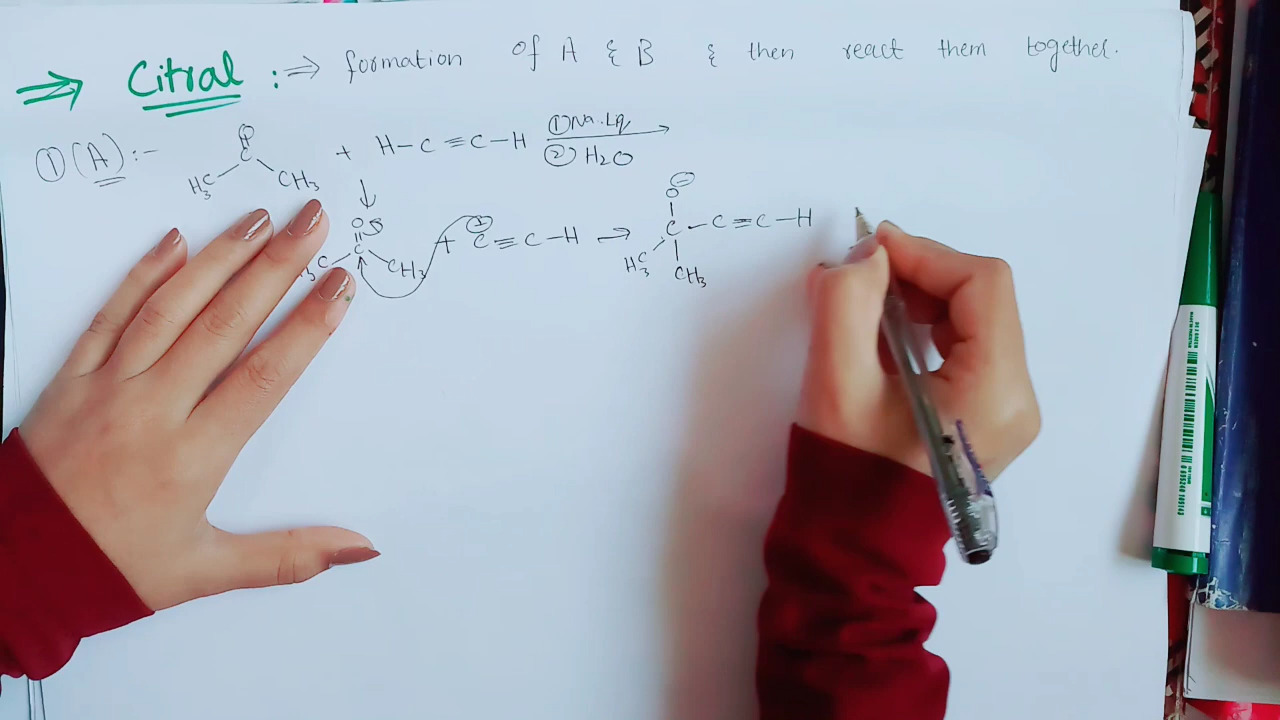 ⇒ Citral :⇒ formation of A & B & then react them together.
① (A) :- H₃C C O CH₃ + H-C≡C-H ① Na.Lq ② H₂O →
↓
O C CH₃ + C≡C-H → O⊖ C-C≡C-H H₃C CH₃